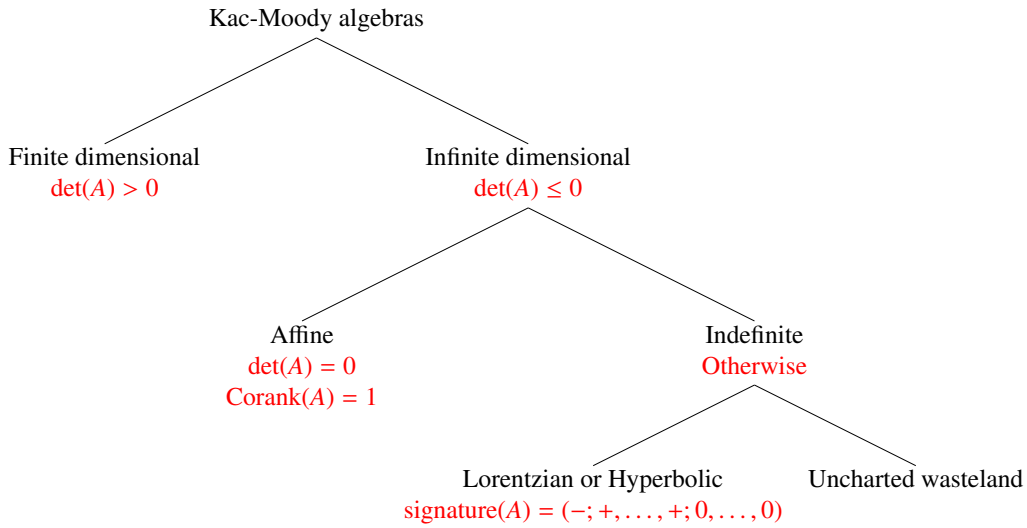 Kac-Moody algebras
Finite dimensional
det(A) > 0
Infinite dimensional
det(A) ≤ 0
Affine
det(A) = 0
Corank(A) = 1
Indefinite
Otherwise
Lorentzian or Hyperbolic
signature(A) = (−; +, . . . , +; 0, . . . , 0)
Uncharted wasteland